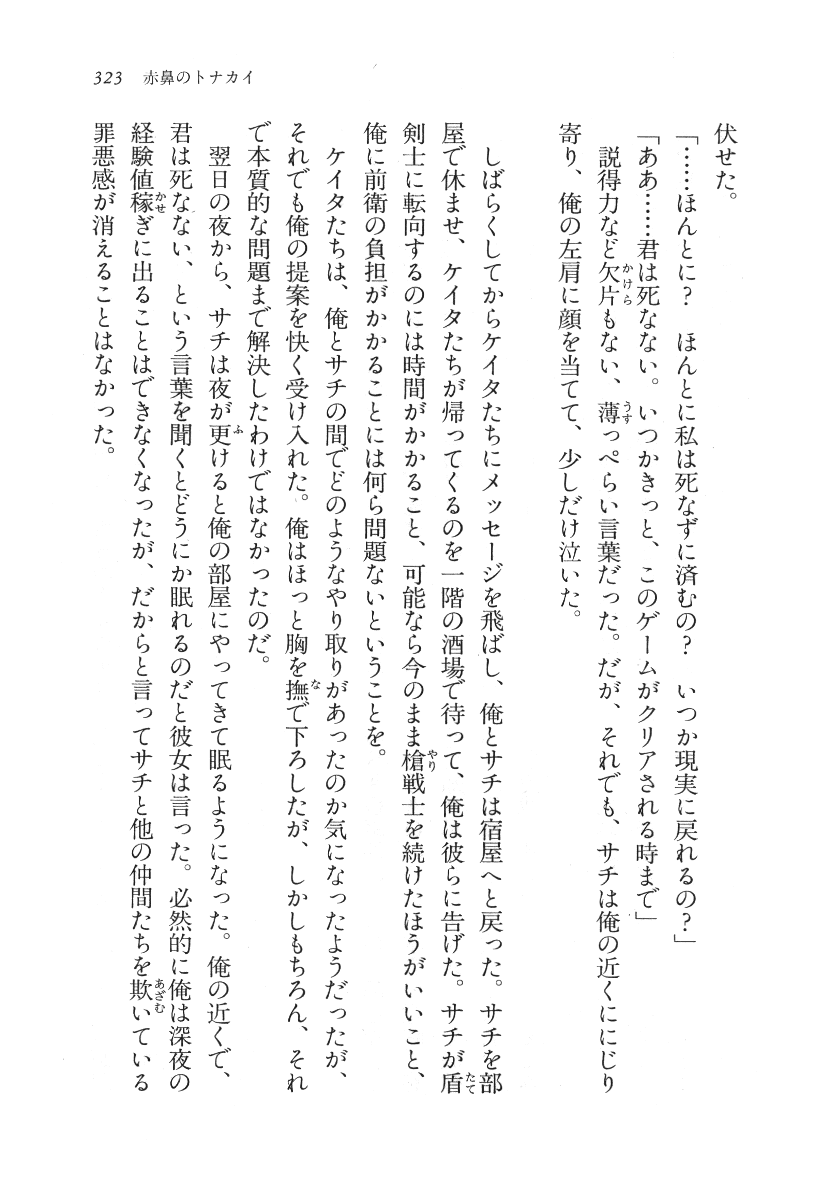 323 赤鼻のトナカイ
伏せた。
「……ほんとに? ほんとに私は死なずに済むの? いつか現実に戻れるの?」
「ああ……君は死なない。いつかきっと、このゲームがクリアされる時まで」
説得力など欠片もない、薄っぺらい言葉だった。だが、それでも、サチは俺の近くににじり
寄り、俺の左肩に顔を当てて、少しだけ泣いた。
しばらくしてからケイタたちにメッセージを飛ばし、俺とサチは宿屋へと戻った。サチを部
屋で休ませ、ケイタたちが帰ってくるのを一階の酒場で待って、俺は彼らに告げた。サチが盾
剣士に転向するのには時間がかかること、可能なら今のまま槍戦士を続けたほうがいいこと、
俺に前衛の負担がかかることには何ら問題ないということを。
ケイタたちは、俺とサチの間でどのようなやり取りがあったのか気になったようだったが、
それでも俺の提案を快く受け入れた。俺はほっと胸を撫で下ろしたが、しかしもちろん、それ
で本質的な問題まで解決したわけではなかったのだ。
翌日の夜から、サチは夜が更けると俺の部屋にやってきて眠るようになった。俺の近くで、
君は死なない、という言葉を聞くとどうにか眠れるのだと彼女は言った。必然的に俺は深夜の
経験値稼ぎに出ることはできなくなったが、だからと言ってサチと他の仲間たちを欺いている
罪悪感が消えることはなかった。